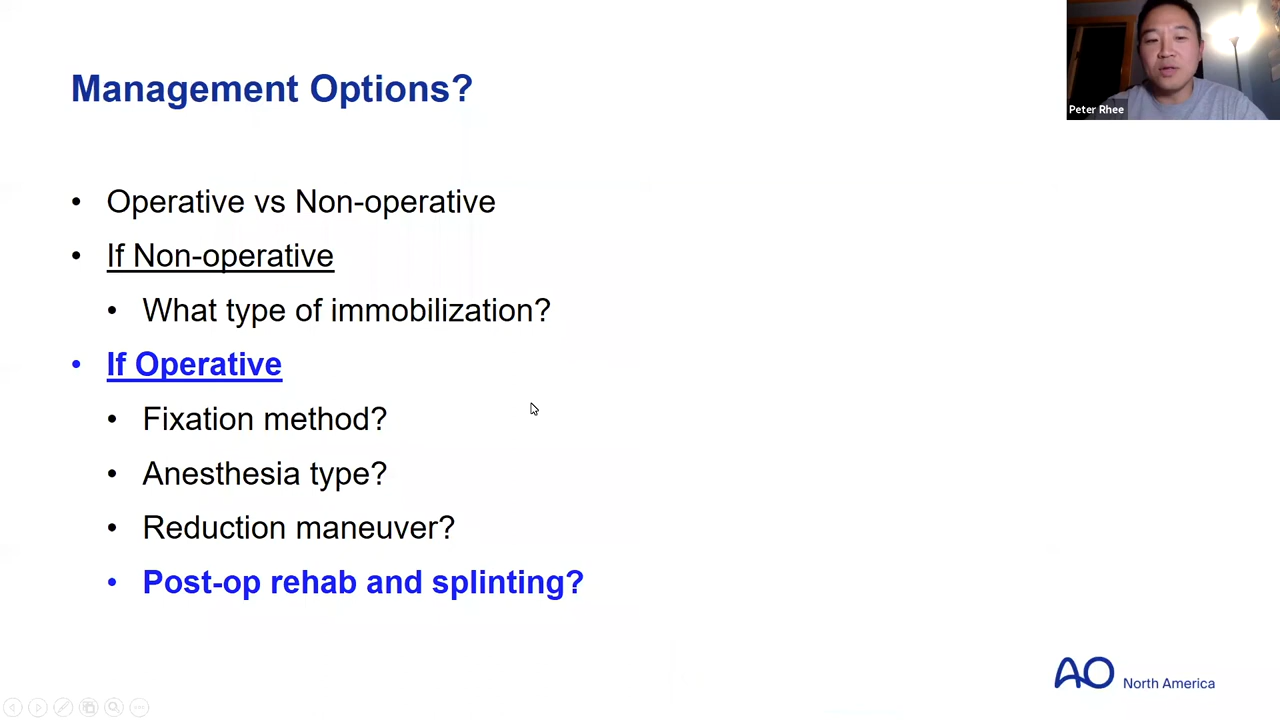 Management Options?
Peter Rhee
• Operative vs Non-operative
• If Non-operative
• What type of immobilization?
• If Operative
• Fixation method?
• Anesthesia type?
• Reduction maneuver?
• Post-op rehab and splinting?
AO North America